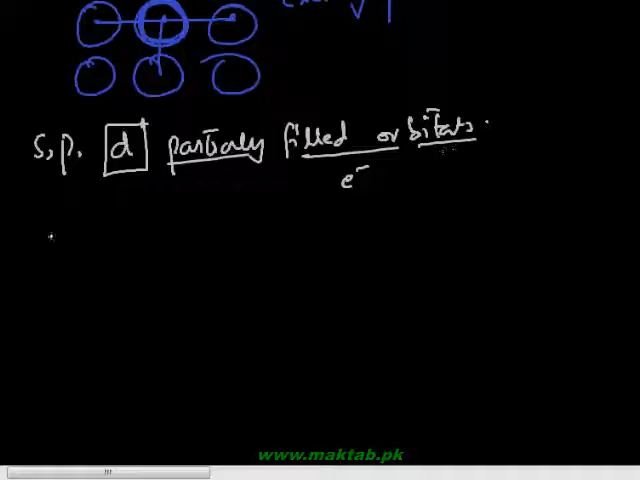 s,p. d partially filled orbitals.
e⁻
www.maktab.pk